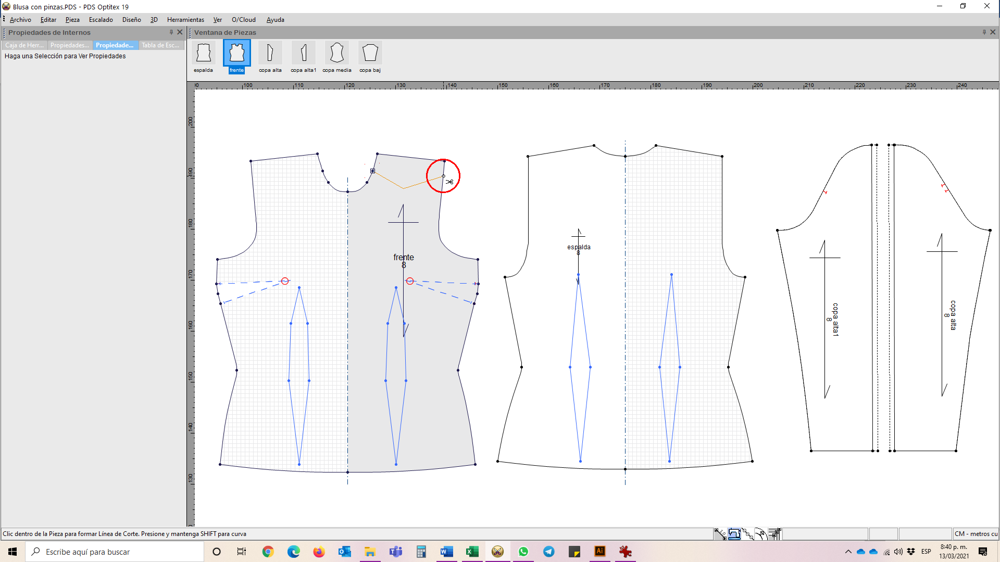 Blusa con pinzas.PDS - PDS Optitex 19
Archivo Editar Pieza Escalado Diseño 3D Herramientas Ver O/Cloud Ayuda
Propiedades de Internos
Ventana de Piezas
Caja de Herr... Propiedades... Propiedade... Tabla de Esc...
Haga una Selección para Ver Propiedades
espalda frente copa alta copa alta1 copa media copa baj
100 110 120 130 140 150 160 170 180 190 200 210 220 230 240
200
190
180
170
160
150
140
130
frente
8
espalda
8
copa alta1
8
copa alta
8
Clic dentro de la Pieza para formar Línea de Corte. Presione y mantenga SHIFT para curva
CM - metros cu
Escribe aquí para buscar
ESP
8:40 p. m.
13/03/2021